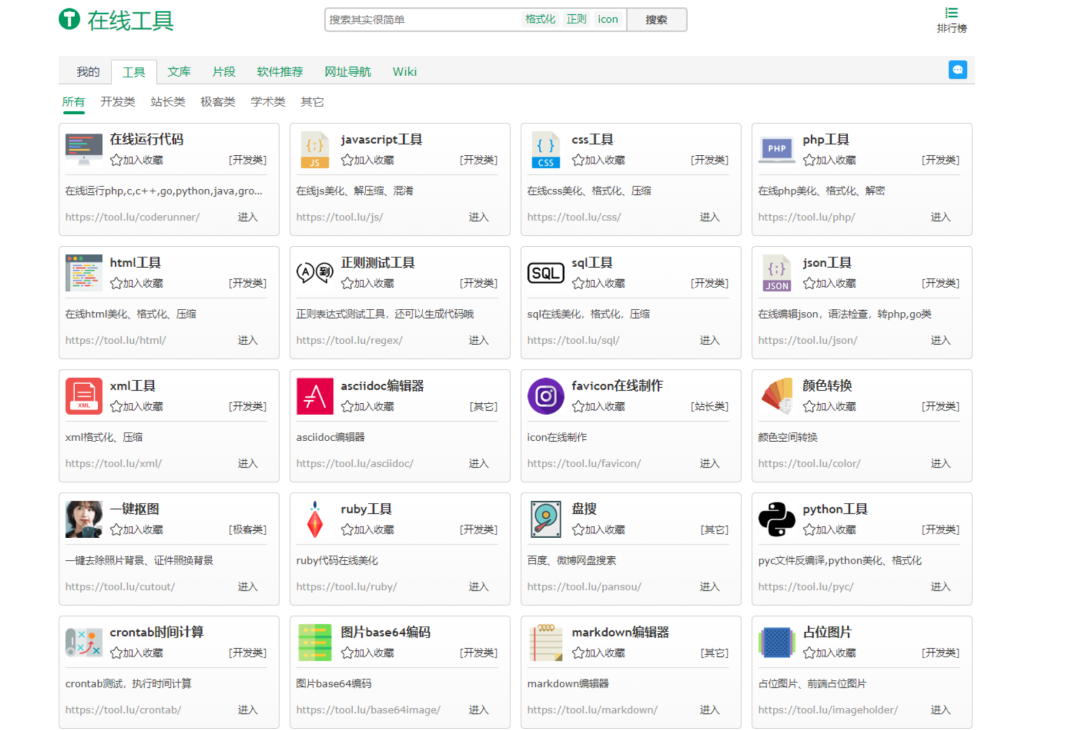 在线工具
搜索其实很简单 格式化 正则 icon 搜索
排行榜
我的 工具 文库 片段 软件推荐 网址导航 Wiki
所有 开发类 站长类 极客类 学术类 其它
在线运行代码
加入收藏 [开发类]
在线运行php,c,c++,go,python,java,gro...
https://tool.lu/coderunner/ 进入
javascript工具
JS
加入收藏 [开发类]
在线js美化、解压缩、混淆
https://tool.lu/js/ 进入
css工具
CSS
加入收藏 [开发类]
在线css美化、格式化、压缩
https://tool.lu/css/ 进入
php工具
PHP
加入收藏 [开发类]
在线php美化、格式化、解密
https://tool.lu/php/ 进入
html工具
加入收藏 [开发类]
在线html美化、格式化、压缩
https://tool.lu/html/ 进入
正则测试工具
A 到
加入收藏 [开发类]
正则表达式测试工具，还可以生成代码哦
https://tool.lu/regex/ 进入
sql工具
SQL
加入收藏 [开发类]
sql在线美化，格式化，压缩
https://tool.lu/sql/ 进入
json工具
JSON
加入收藏 [开发类]
在线编辑json，语法检查，转php,go类
https://tool.lu/json/ 进入
xml工具
XML
加入收藏 [开发类]
xml格式化、压缩
https://tool.lu/xml/ 进入
asciidoc编辑器
加入收藏 [其它]
asciidoc编辑器
https://tool.lu/asciidoc/ 进入
favicon在线制作
加入收藏 [站长类]
icon在线制作
https://tool.lu/favicon/ 进入
颜色转换
加入收藏 [开发类]
颜色空间转换
https://tool.lu/color/ 进入
一键抠图
加入收藏 [极客类]
一键去除照片背景、证件照换背景
https://tool.lu/cutout/ 进入
ruby工具
加入收藏 [开发类]
ruby代码在线美化
https://tool.lu/ruby/ 进入
盘搜
加入收藏 [其它]
百度、微博网盘搜索
https://tool.lu/pansou/ 进入
python工具
加入收藏 [开发类]
pyc文件反编译,python美化、格式化
https://tool.lu/pyc/ 进入
crontab时间计算
加入收藏 [开发类]
crontab测试，执行时间计算
https://tool.lu/crontab/ 进入
图片base64编码
加入收藏 [开发类]
图片base64编码
https://tool.lu/base64image/ 进入
markdown编辑器
加入收藏 [其它]
markdown编辑器
https://tool.lu/markdown/ 进入
占位图片
加入收藏 [开发类]
占位图片、前端占位图片
https://tool.lu/imageholder/ 进入